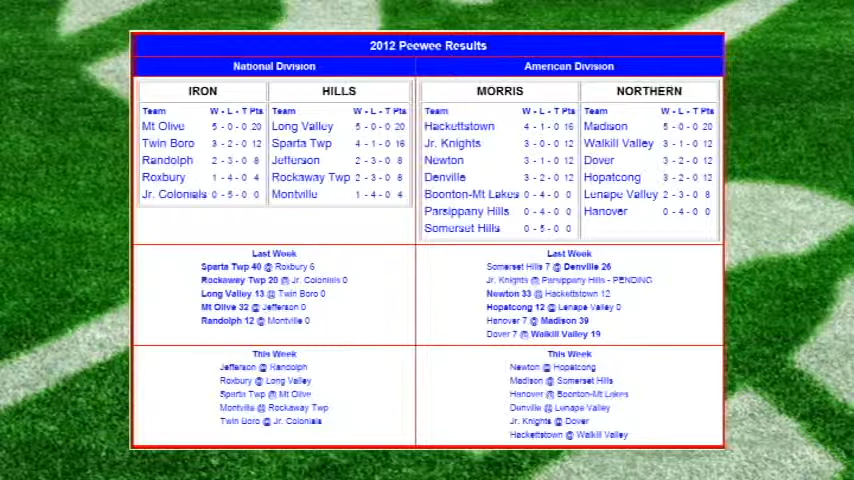 2012 Peewee Results
National Division
American Division
IRON
Team W - L - T Pts
Mt Olive 5 - 0 - 0 20
Twin Boro 3 - 2 - 0 12
Randolph 2 - 3 - 0 8
Roxbury 1 - 4 - 0 4
Jr. Colonials 0 - 5 - 0 0
HILLS
Team W - L - T Pts
Long Valley 5 - 0 - 0 20
Sparta Twp 4 - 1 - 0 16
Jefferson 2 - 3 - 0 8
Rockaway Twp 2 - 3 - 0 8
Montville 1 - 4 - 0 4
MORRIS
Team W - L - T Pts
Hackettstown 4 - 1 - 0 16
Jr. Knights 3 - 0 - 0 12
Newton 3 - 1 - 0 12
Denville 3 - 2 - 0 12
Boonton-Mt Lakes 0 - 4 - 0 0
Parsippany Hills 0 - 4 - 0 0
Somerset Hills 0 - 5 - 0 0
NORTHERN
Team W - L - T Pts
Madison 5 - 0 - 0 20
Walkill Valley 3 - 1 - 0 12
Dover 3 - 2 - 0 12
Hopatcong 3 - 2 - 0 12
Lenape Valley 2 - 3 - 0 8
Hanover 0 - 4 - 0 0
Last Week
Sparta Twp 40 @ Roxbury 6
Rockaway Twp 20 @ Jr. Colonials 0
Long Valley 13 @ Twin Boro 0
Mt Olive 32 @ Jefferson 0
Randolph 12 @ Montville 0
Last Week
Somerset Hills 7 @ Denville 26
Jr. Knights @ Parsippany Hills - PENDING
Newton 33 @ Hackettstown 12
Hopatcong 12 @ Lenape Valley 0
Hanover 7 @ Madison 39
Dover 7 @ Walkill Valley 19
This Week
Jefferson @ Randolph
Roxbury @ Long Valley
Sparta Twp @ Mt Olive
Montville @ Rockaway Twp
Twin Boro @ Jr. Colonials
This Week
Newton @ Hopatcong
Madison @ Somerset Hills
Hanover @ Boonton-Mt Lakes
Denville @ Lenape Valley
Jr. Knights @ Dover
Hackettstown @ Walkill Valley